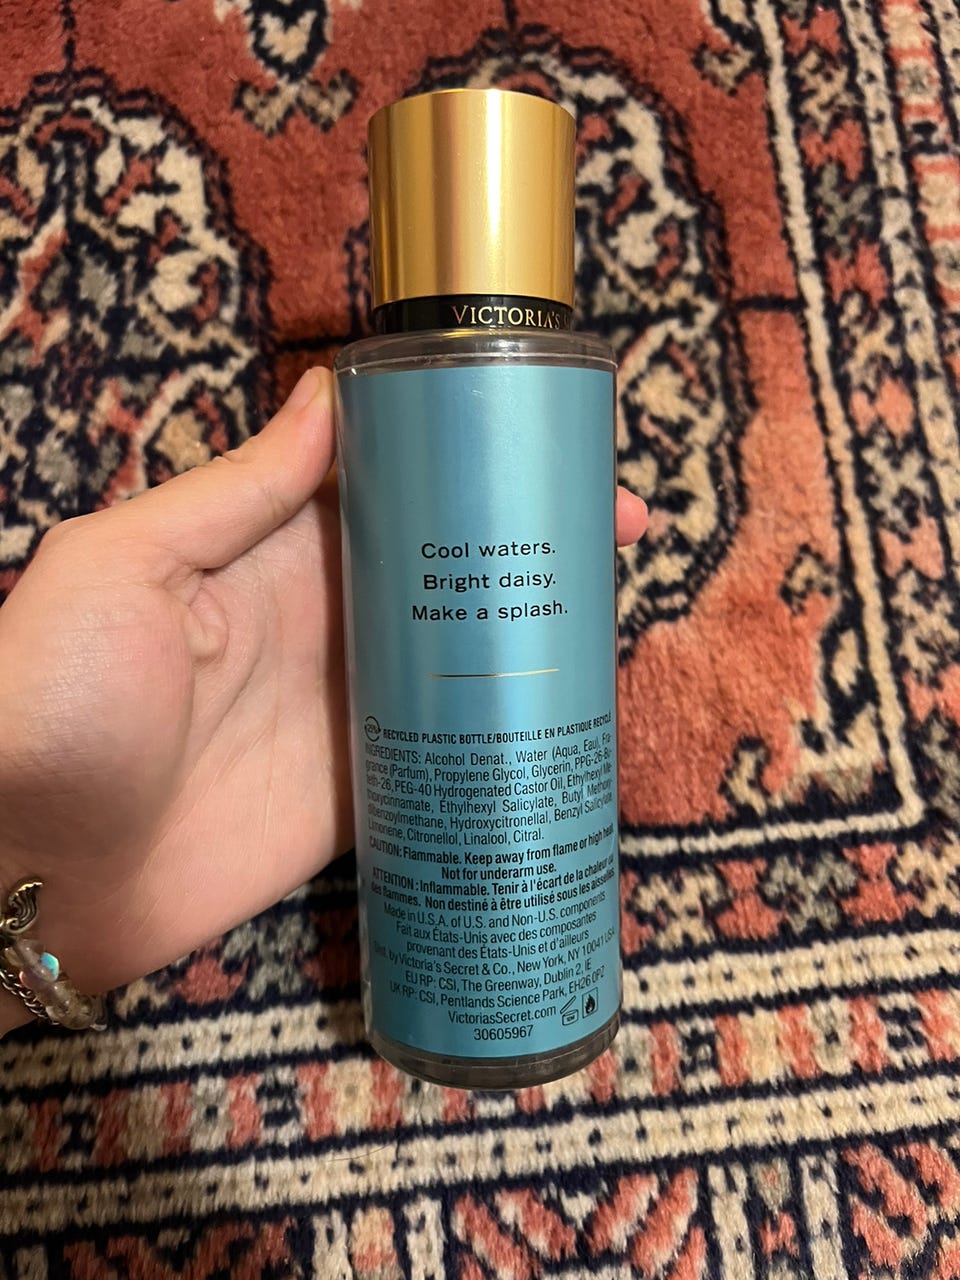 VICTORIA'S
Cool waters.
Bright daisy.
Make a splash.
25%
RECYCLED PLASTIC BOTTLE/BOUTEILLE EN PLASTIQUE RECYCLÉ
INGREDIENTS: Alcohol Denat., Water (Aqua, Eau), Fra-
grance (Parfum), Propylene Glycol, Glycerin, PPG-26-Bu-
teth-26, PEG-40 Hydrogenated Castor Oil, Ethylhexyl Me-
thoxycinnamate, Ethylhexyl Salicylate, Butyl Methoxy-
dibenzoylmethane, Hydroxycitronellal, Benzyl Salicylate,
Limonene, Citronellol, Linalool, Citral.
CAUTION: Flammable. Keep away from flame or high heat.
Not for underarm use.
ATTENTION : Inflammable. Tenir à l'écart de la chaleur ou
des flammes. Non destiné à être utilisé sous les aisselles.
Made in U.S.A. of U.S. and Non-U.S. components
Fait aux États-Unis avec des composantes
provenant des États-Unis et d'ailleurs
Dist. by Victoria's Secret & Co., New York, NY 10041 USA
EU RP: CSI, The Greenway, Dublin 2, IE
UK RP: CSI, Pentlands Science Park, EH26 0PZ
VictoriasSecret.com
30605967